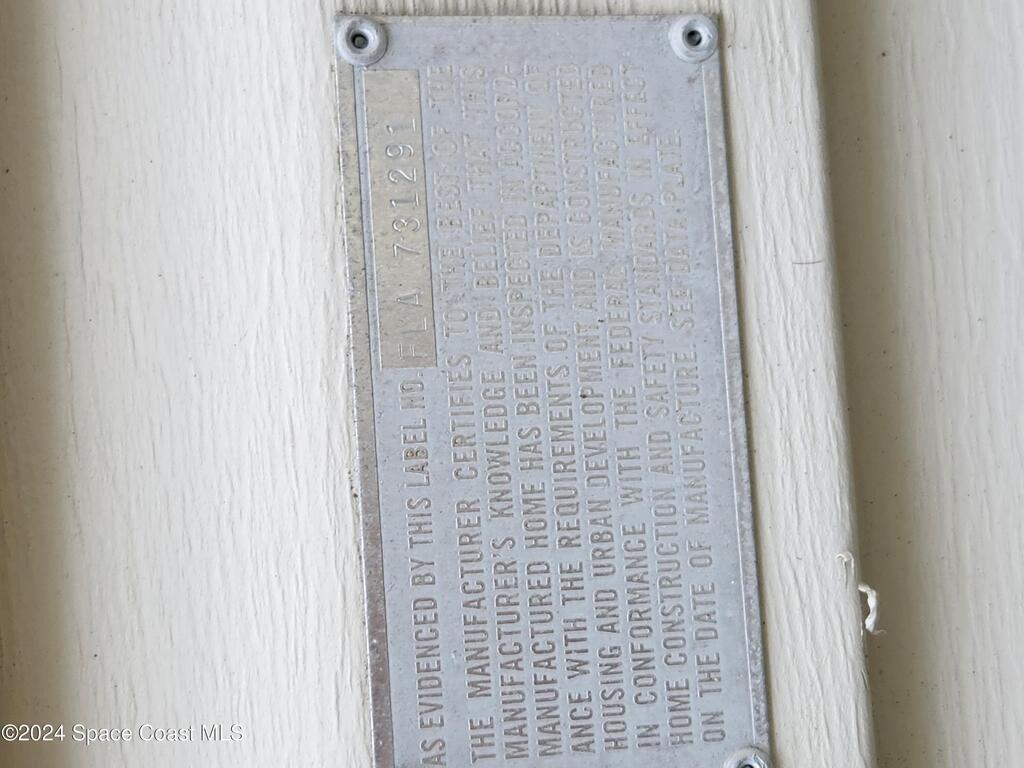 AS EVIDENCED BY THIS LABEL NO FLA 731291
THE MANUFACTURER CERTIFIES TO THE BEST OF THE
MANUFACTURER'S KNOWLEDGE AND BELIEF THAT THIS
MANUFACTURED HOME HAS BEEN INSPECTED IN ACCORD-
ANCE WITH THE REQUIREMENTS OF THE DEPARTMENT OF
HOUSING AND URBAN DEVELOPMENT AND IS CONSTRUCTED
IN CONFORMANCE WITH THE FEDERAL MANUFACTURED
HOME CONSTRUCTION AND SAFETY STANDARDS IN EFFECT
ON THE DATE OF MANUFACTURE. SEE DATA PLATE.
©2024 Space Coast MLS